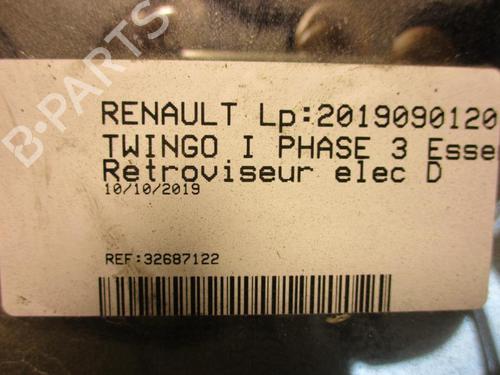 B-PARTS
RENAULT Lp:2019090120
TWINGO I PHASE 3 Esse
Retroviseur elec D
10/10/2019
REF:32687122